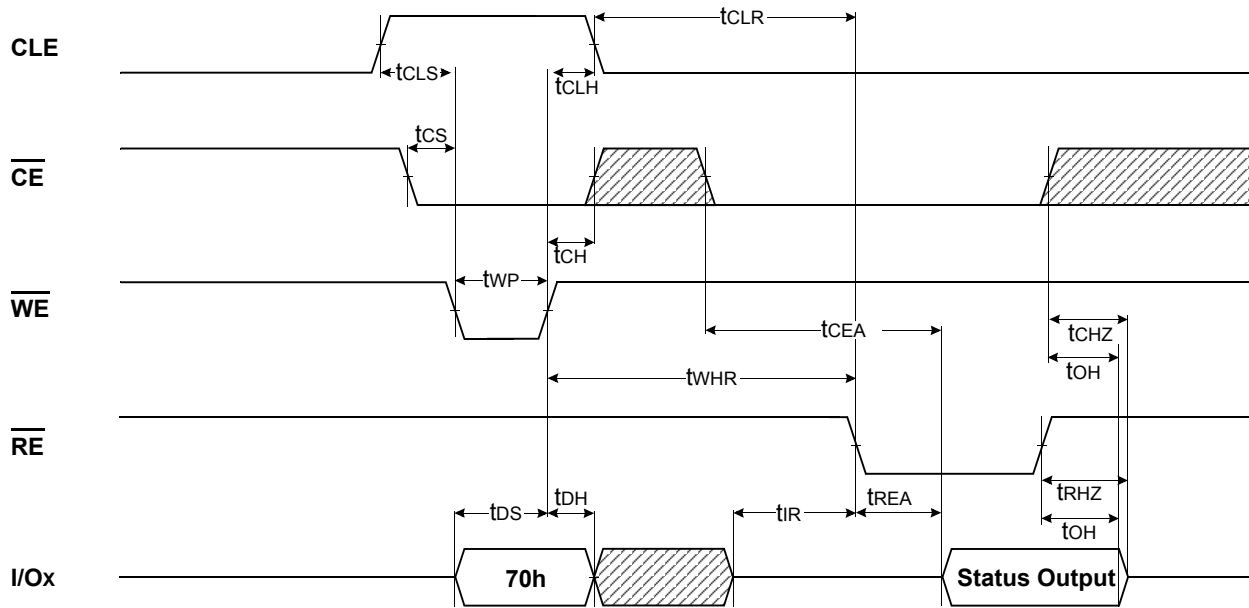 tCLR
CLE
tCLS
tCLH
tCS
CE
tCH
tWP
WE
tCEA
tCHZ
tOH
tWHR
RE
tRHZ
tDH
tREA
tDS
tIR
tOH
I/Ox
70h
Status Output